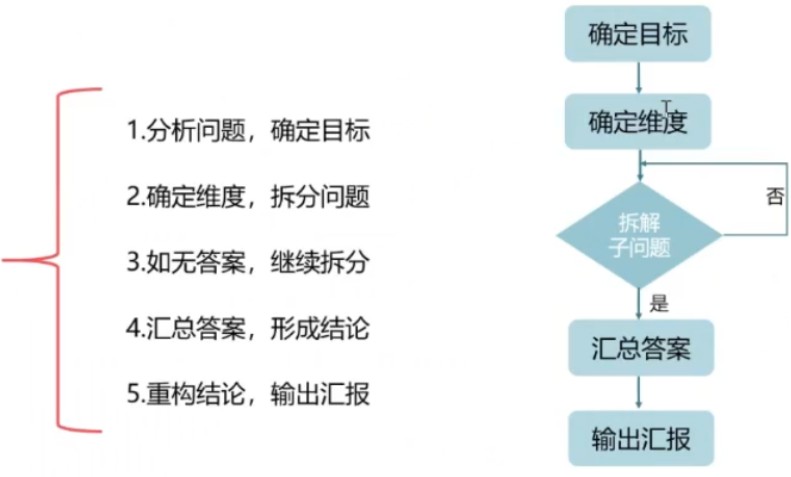 1.分析问题，确定目标
2.确定维度，拆分问题
3.如无答案，继续拆分
4.汇总答案，形成结论
5.重构结论，输出汇报
确定目标
确定维度
拆解
子问题
否
是
汇总答案
输出汇报